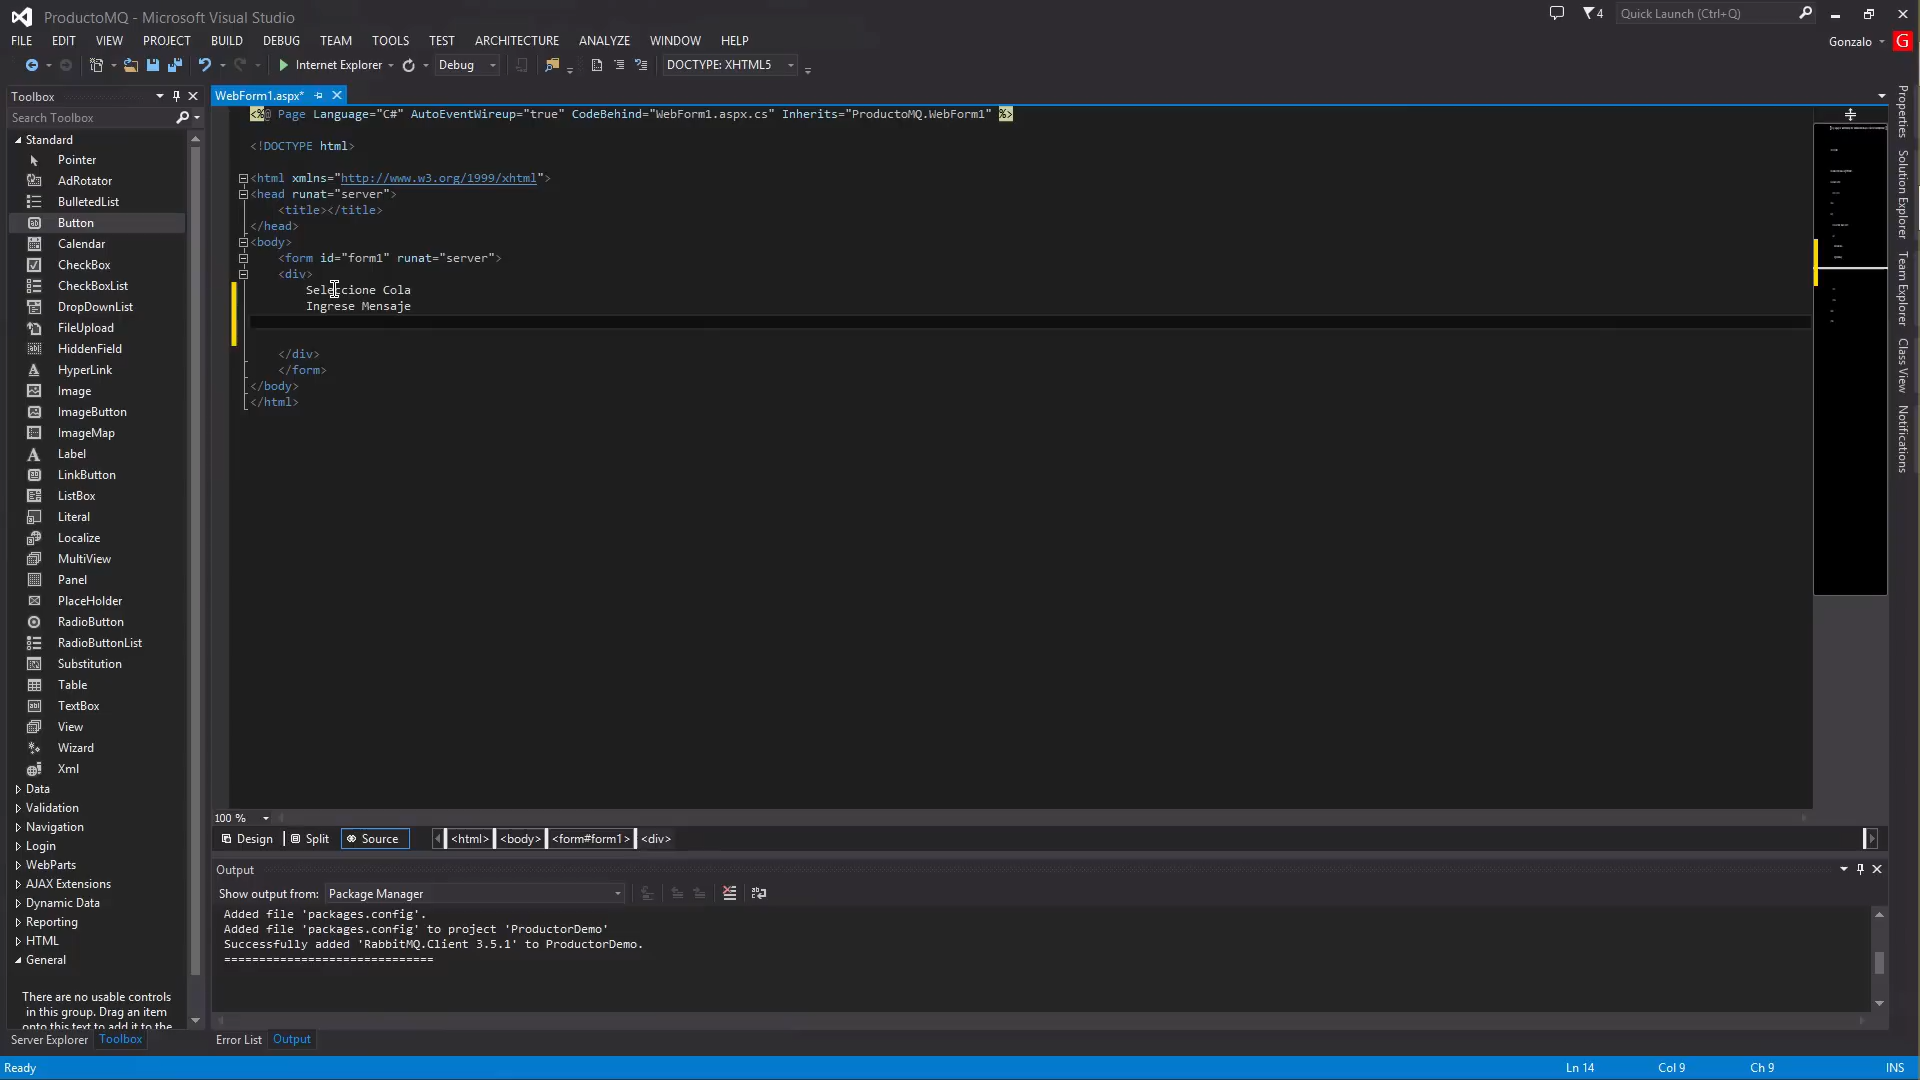 ProductoMQ - Microsoft Visual Studio
4
Quick Launch (Ctrl+Q)
FILE EDIT VIEW PROJECT BUILD DEBUG TEAM TOOLS TEST ARCHITECTURE ANALYZE WINDOW HELP
Gonzalo G
Internet Explorer Debug DOCTYPE: XHTML5
Toolbox
Search Toolbox
Standard
Pointer
AdRotator
BulletedList
Button
Calendar
CheckBox
CheckBoxList
DropDownList
FileUpload
HiddenField
HyperLink
Image
ImageButton
ImageMap
Label
LinkButton
ListBox
Literal
Localize
MultiView
Panel
PlaceHolder
RadioButton
RadioButtonList
Substitution
Table
TextBox
View
Wizard
Xml
Data
Validation
Navigation
Login
WebParts
AJAX Extensions
Dynamic Data
Reporting
HTML
General
There are no usable controls
in this group. Drag an item
onto this text to add it to the
Server Explorer Toolbox
WebForm1.aspx*
<%@ Page Language="C#" AutoEventWireup="true" CodeBehind="WebForm1.aspx.cs" Inherits="ProductoMQ.WebForm1" %>
<!DOCTYPE html>
<html xmlns="http://www.w3.org/1999/xhtml">
<head runat="server">
<title></title>
</head>
<body>
<form id="form1" runat="server">
<div>
Seleccione Cola
Ingrese Mensaje
</div>
</form>
</body>
</html>
100 %
Design Split Source <html> <body> <form#form1> <div>
Output
Show output from: Package Manager
Added file 'packages.config'.
Added file 'packages.config' to project 'ProductorDemo'
Successfully added 'RabbitMQ.Client 3.5.1' to ProductorDemo.
==============================
Error List Output
Properties
Solution Explorer
Team Explorer
Class View
Notifications
Ready Ln 14 Col 9 Ch 9 INS